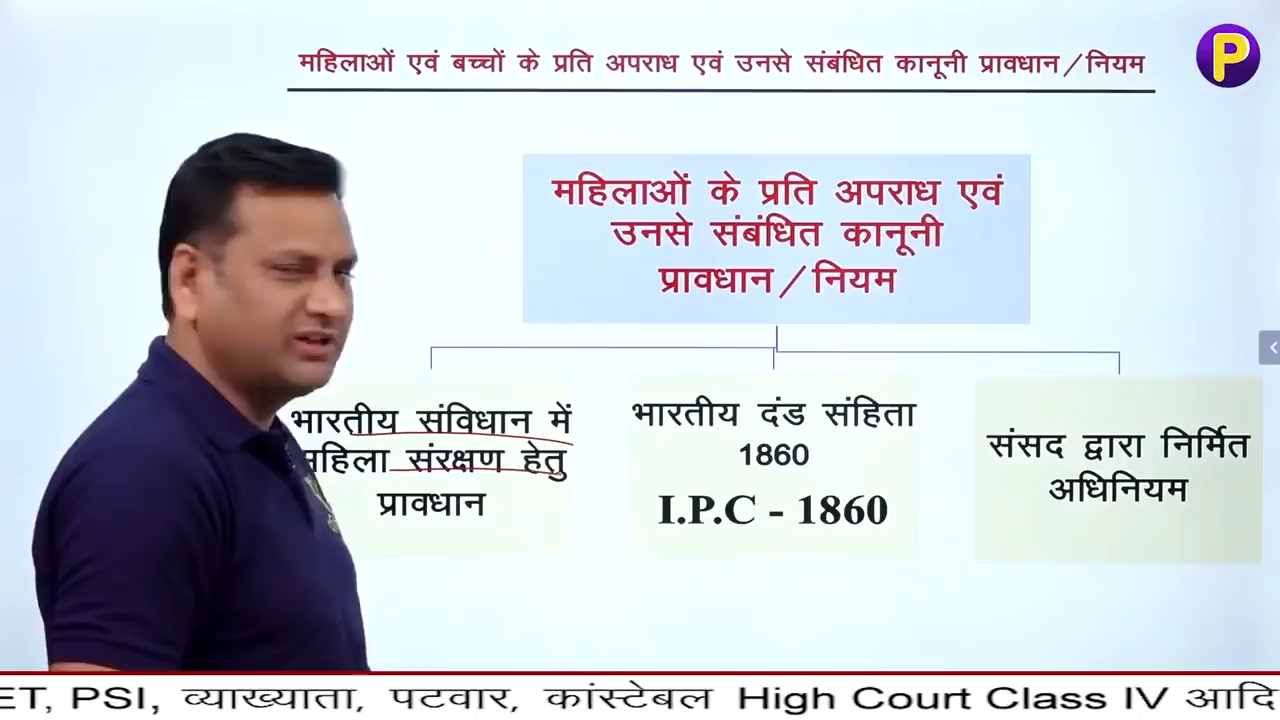 महिलाओं एवं बच्चों के प्रति अपराध एवं उनसे संबंधित कानूनी प्रावधान/नियम
P
महिलाओं के प्रति अपराध एवं
उनसे संबंधित कानूनी
प्रावधान/नियम
भारतीय संविधान में
महिला संरक्षण हेतु
प्रावधान
भारतीय दंड संहिता
1860
I.P.C - 1860
संसद द्वारा निर्मित
अधिनियम
ET, PSI, व्याख्याता, पटवार, कांस्टेबल High Court Class IV आदि